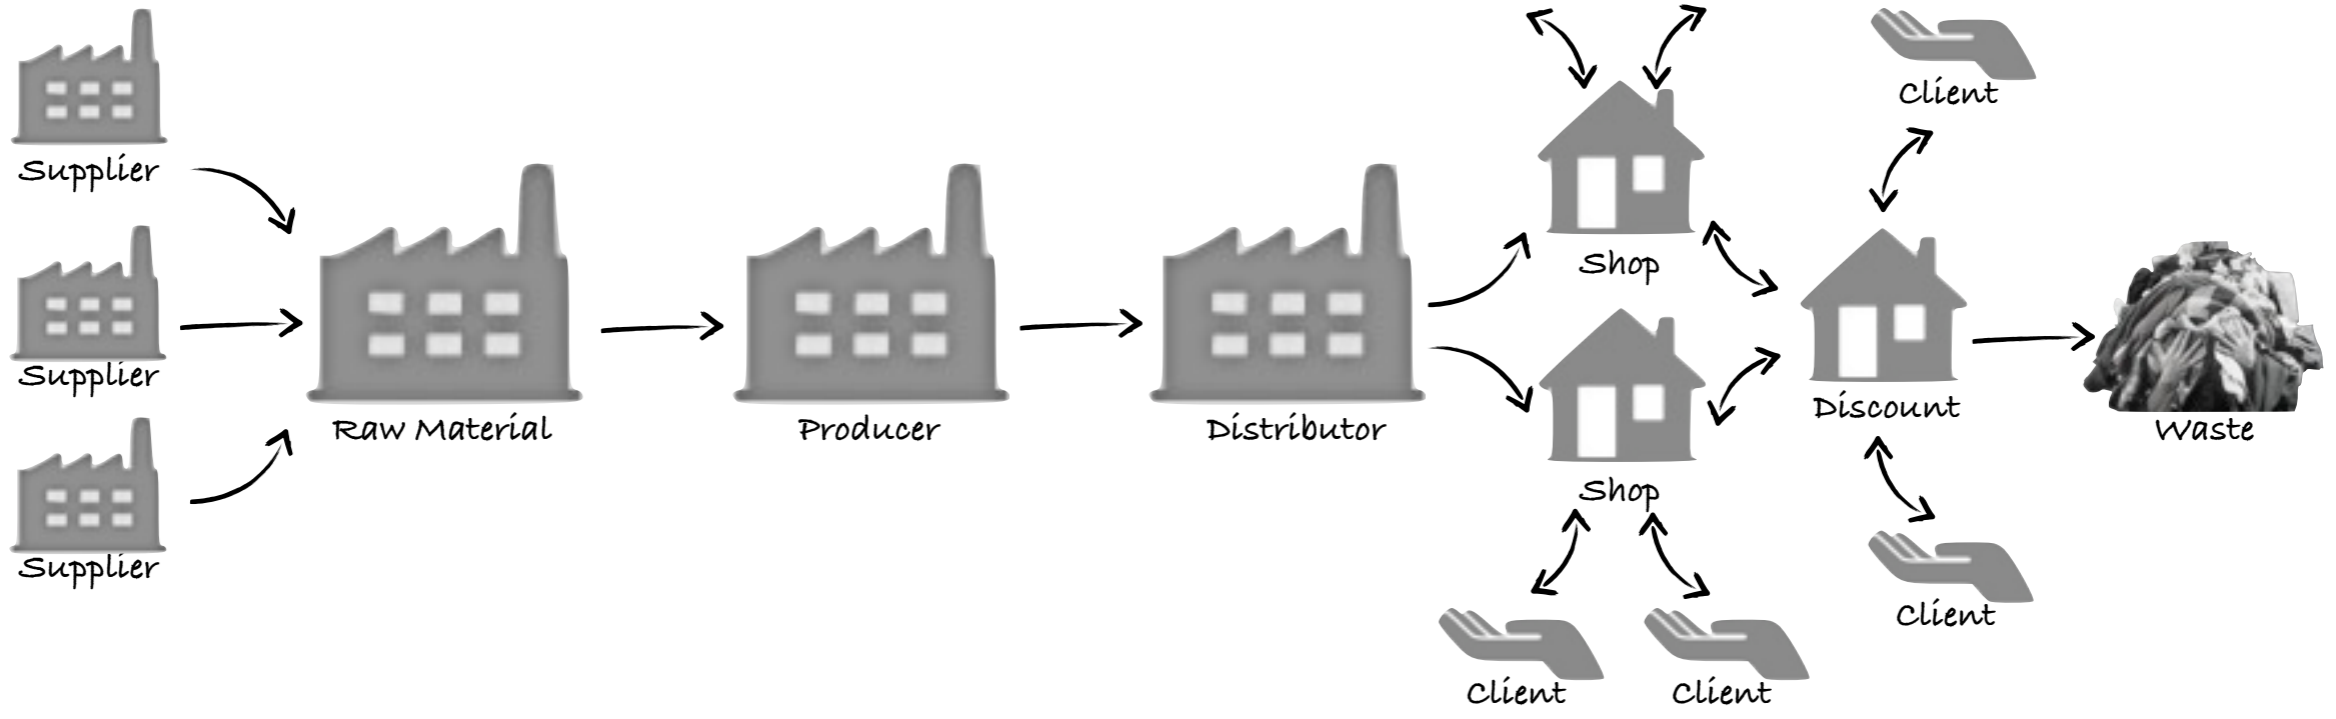 Supplier
Supplier
Supplier
Raw Material
Producer
Distributor
Shop
Shop
Client
Client
Client
Discount
Client
Waste